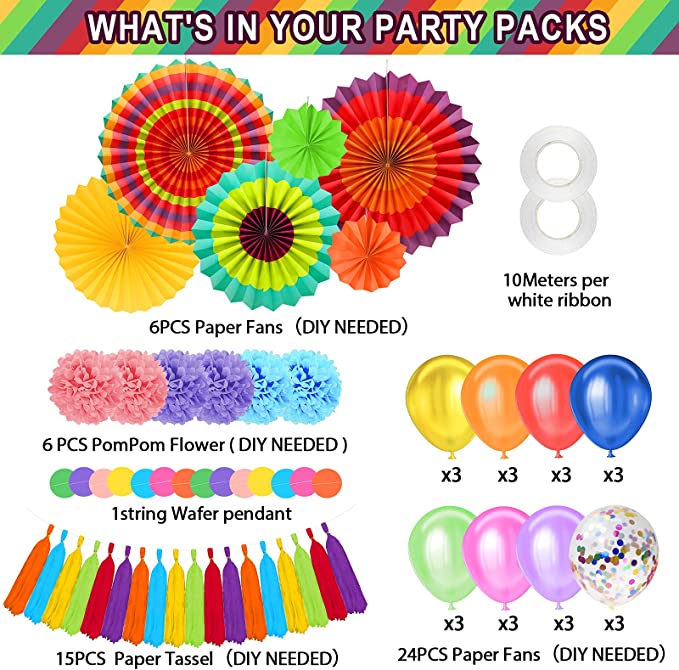 WHAT'S IN YOUR PARTY PACKS
10Meters per
white ribbon
6PCS Paper Fans（DIY NEEDED）
6 PCS PomPom Flower ( DIY NEEDED )
x3 x3 x3 x3
1string Wafer pendant
x3 x3 x3 x3
15PCS Paper Tassel（DIY NEEDED）
24PCS Paper Fans（DIY NEEDED）